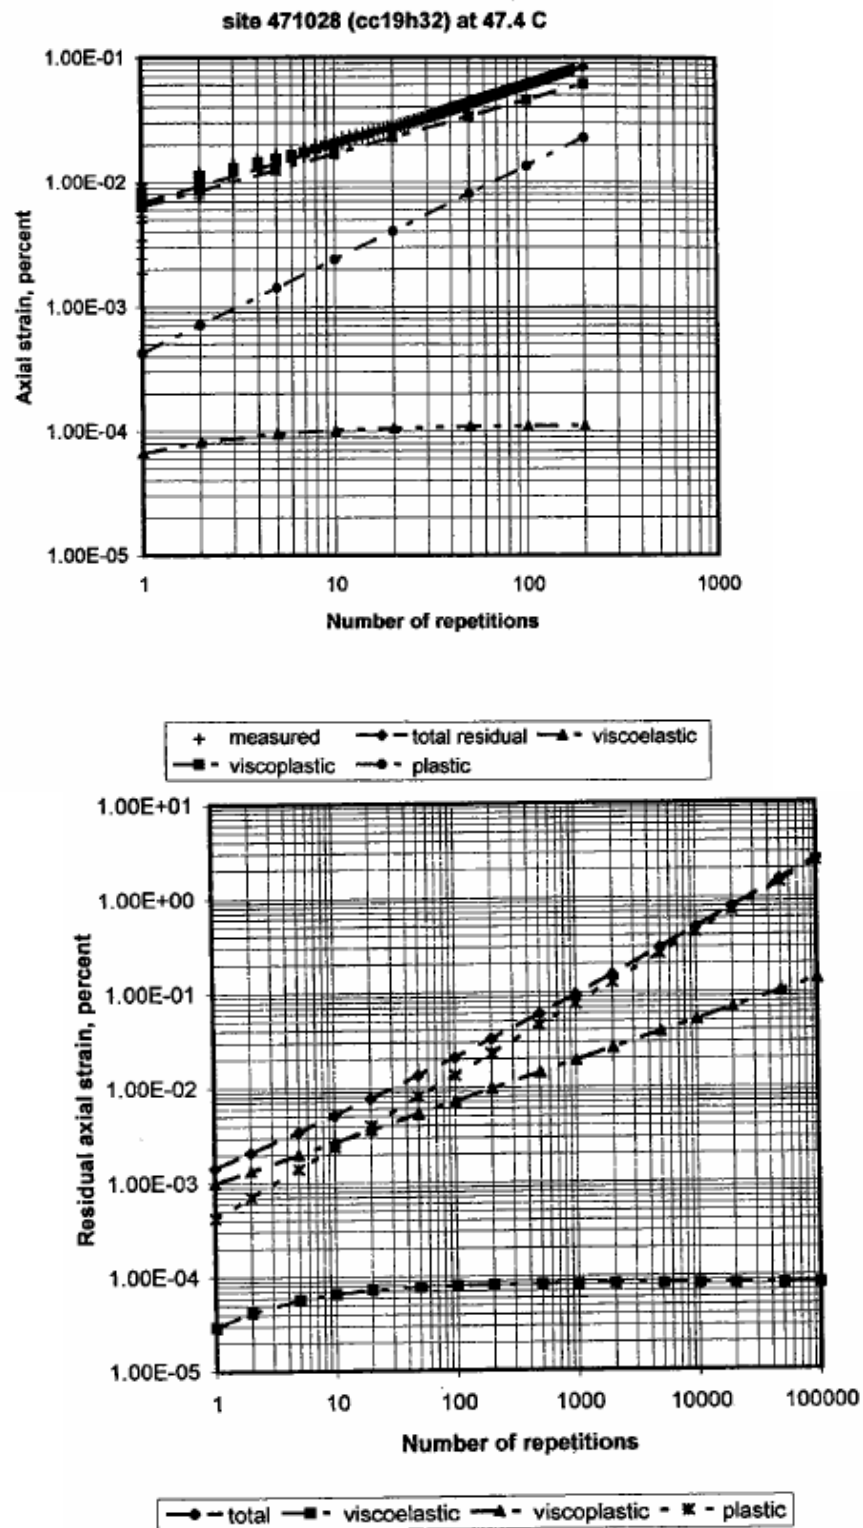 site 471028 (cc19h32) at 47.4 C
1.00E-01
1.00E-02
1.00E-03
1.00E-04
1.00E-05
Axial strain, percent
1 10 100 1000
Number of repetitions
+ measured total residual viscoelastic
viscoplastic plastic
1.00E+01
1.00E+00
1.00E-01
1.00E-02
1.00E-03
1.00E-04
1.00E-05
Residual axial strain, percent
1 10 100 1000 10000 100000
Number of repetitions
total viscoelastic viscoplastic plastic